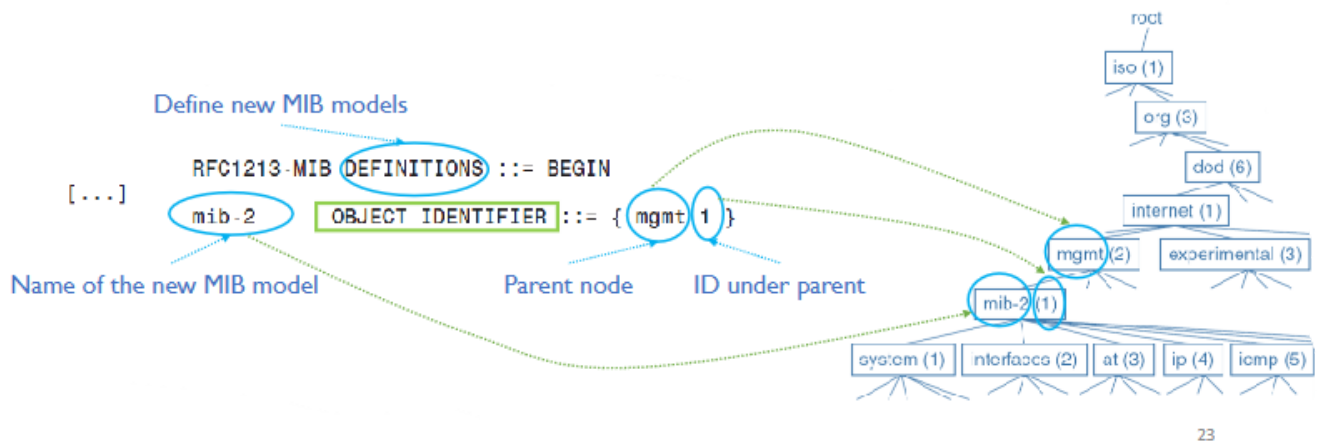 root
iso (1)
org (3)
dod (6)
internet (1)
mgmt (2) experimental (3)
mib-2 (1)
system (1) interfaces (2) at (3) ip (4) icmp (5)
Define new MIB models
RFC1213-MIB DEFINITIONS ::= BEGIN
[...]
mib-2 OBJECT IDENTIFIER ::= { mgmt 1 }
Name of the new MIB model Parent node ID under parent
23